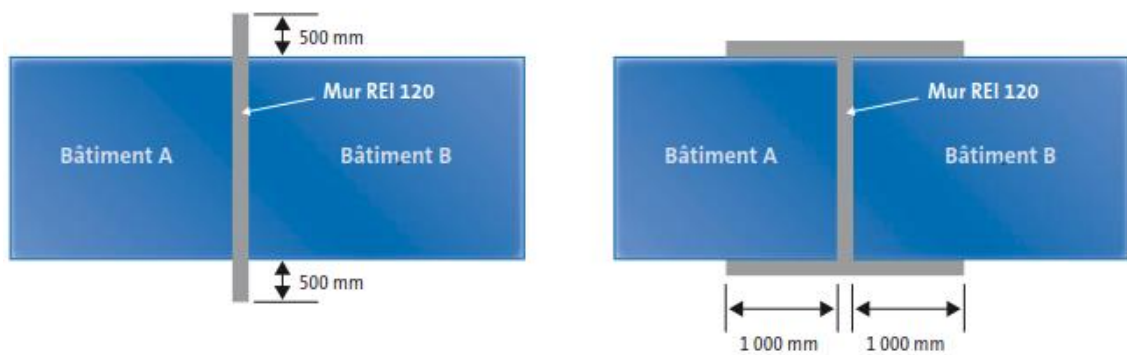 500 mm
Mur REI 120
Bâtiment A
Bâtiment B
500 mm
Mur REI 120
Bâtiment A
Bâtiment B
1 000 mm
1 000 mm